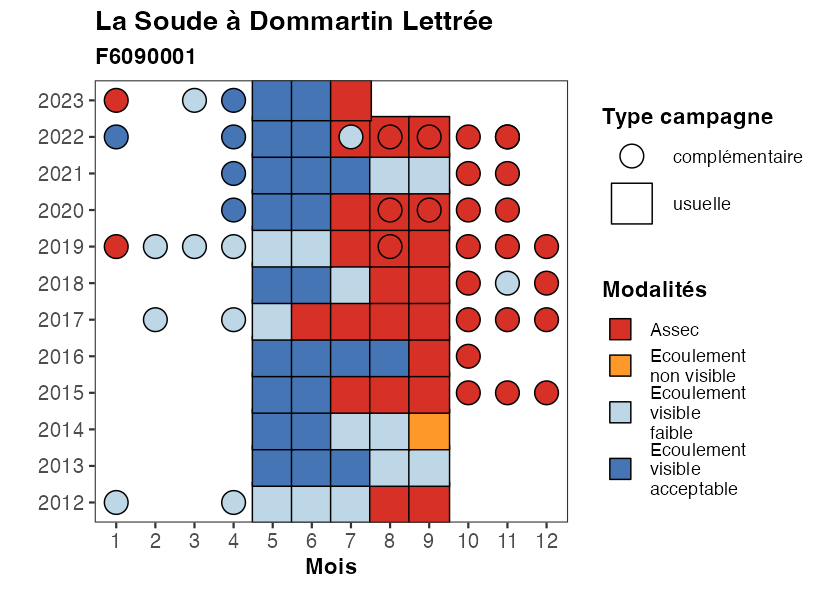 La Soude à Dommartin Lettrée
F6090001
2023
2022
2021
2020
2019
2018
2017
2016
2015
2014
2013
2012
1 2 3 4 5 6 7 8 9 10 11 12
Mois
Type campagne
complémentaire
usuelle
Modalités
Assec
Ecoulement
non visible
Ecoulement
visible
faible
Ecoulement
visible
acceptable